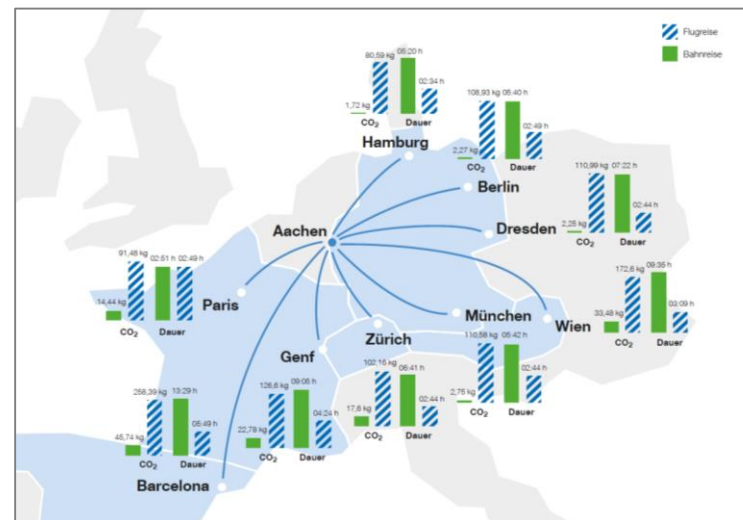 Flugreise
Bahnreise
80,59 kg 05:20 h
02:34 h
1,72 kg
CO2 Dauer
Hamburg
108,93 kg 05:40 h
02:49 h
2,27 kg
CO2 Dauer
Berlin
110,99 kg 07:22 h
02:44 h
2,25 kg
CO2 Dauer
Dresden
Aachen
91,48 kg 02:51 h 02:49 h
14,44 kg
CO2 Dauer
Paris
172,6 kg 09:35 h
03:09 h
33,48 kg
CO2 Dauer
Wien
München
110,58 kg 05:42 h
02:44 h
2,75 kg
CO2 Dauer
Zürich
102,15 kg 05:41 h
02:44 h
17,6 kg
CO2 Dauer
Genf
126,6 kg 09:05 h
04:24 h
22,78 kg
CO2 Dauer
258,39 kg 13:29 h
05:49 h
45,74 kg
CO2 Dauer
Barcelona